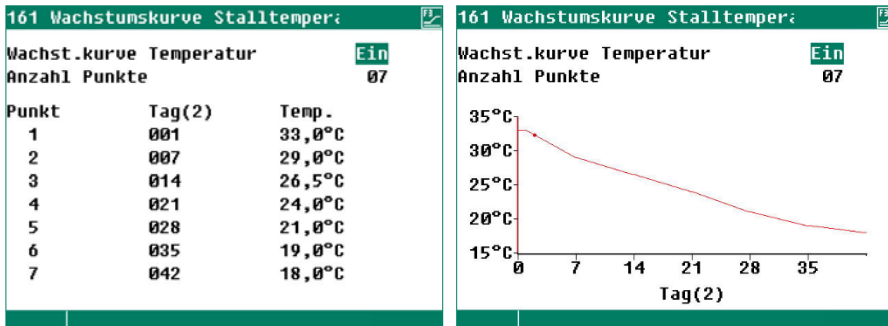 161 Wachstumskurve Stalltempera
F3
Wachst.kurve Temperatur Ein
Anzahl Punkte 07
Punkt Tag(2) Temp.
1 001 33,0°C
2 007 29,0°C
3 014 26,5°C
4 021 24,0°C
5 028 21,0°C
6 035 19,0°C
7 042 18,0°C
161 Wachstumskurve Stalltempera
Wachst.kurve Temperatur Ein
Anzahl Punkte 07
35°C
30°C
25°C
20°C
15°C
0 7 14 21 28 35
Tag(2)